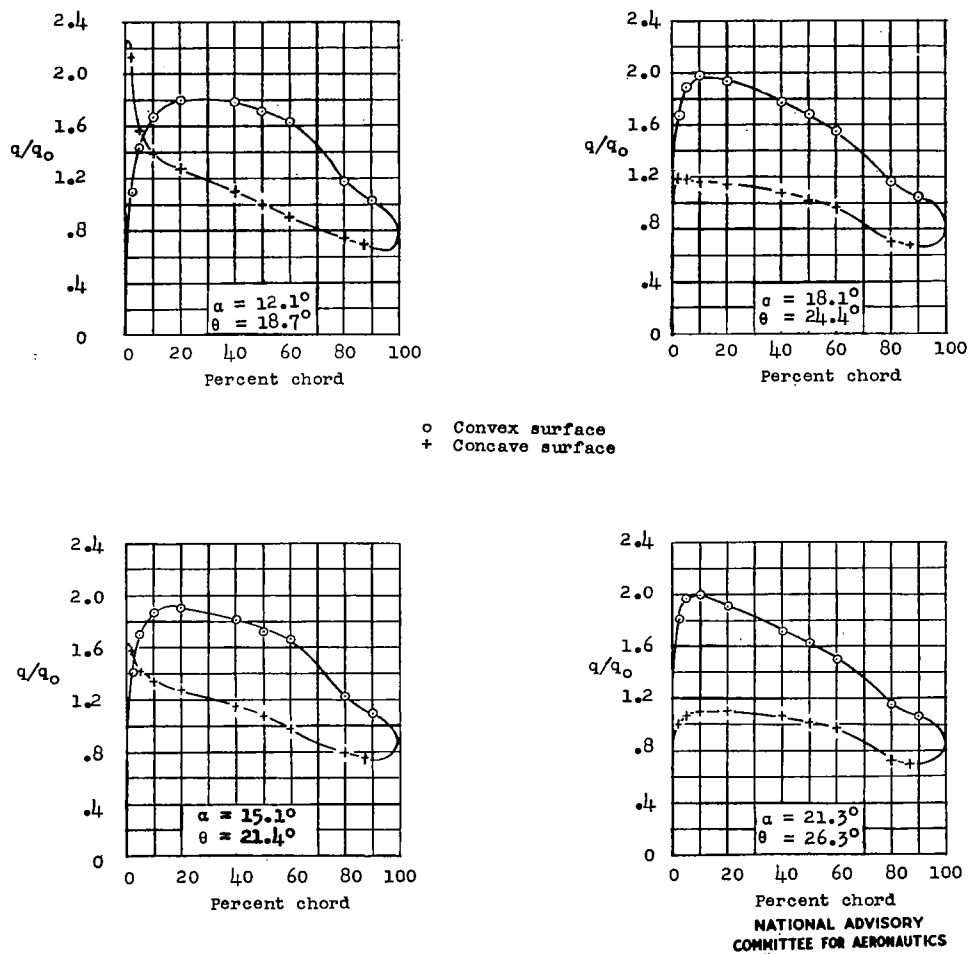 2.4
2.0
1.6
q/qo
1.2
.8
.4
0
α = 12.1°
θ = 18.7°
0 20 40 60 80 100
Percent chord
2.4
2.0
1.6
q/qo
1.2
.8
.4
0
α = 18.1°
θ = 24.4°
0 20 40 60 80 100
Percent chord
o Convex surface
+ Concave surface
2.4
2.0
1.6
q/qo
1.2
.8
.4
0
α = 15.1°
θ = 21.4°
0 20 40 60 80 100
Percent chord
2.4
2.0
1.6
q/qo
1.2
.8
.4
0
α = 21.3°
θ = 26.3°
0 20 40 60 80 100
Percent chord
NATIONAL ADVISORY
COMMITTEE FOR AERONAUTICS